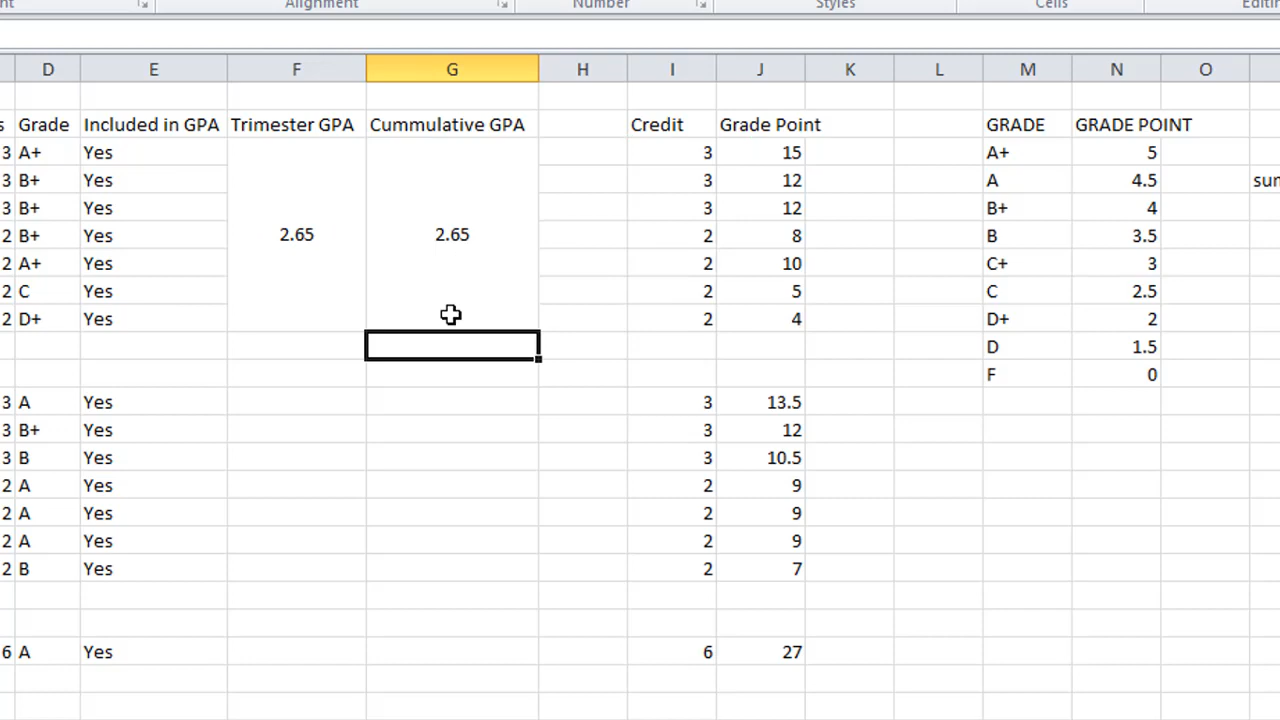 Alignment Number Styles Cells
D E F G H I J K L M N O
Grade Included in GPA Trimester GPA Cummulative GPA Credit Grade Point GRADE GRADE POINT
3 A+ Yes 3 15 A+ 5
3 B+ Yes 3 12 A 4.5
3 B+ Yes 3 12 B+ 4
2 B+ Yes 2.65 2.65 2 8 B 3.5
2 A+ Yes 2 10 C+ 3
2 C Yes 2 5 C 2.5
2 D+ Yes 2 4 D+ 2
D 1.5
F 0
3 A Yes 3 13.5
3 B+ Yes 3 12
3 B Yes 3 10.5
2 A Yes 2 9
2 A Yes 2 9
2 A Yes 2 9
2 B Yes 2 7
6 A Yes 6 27